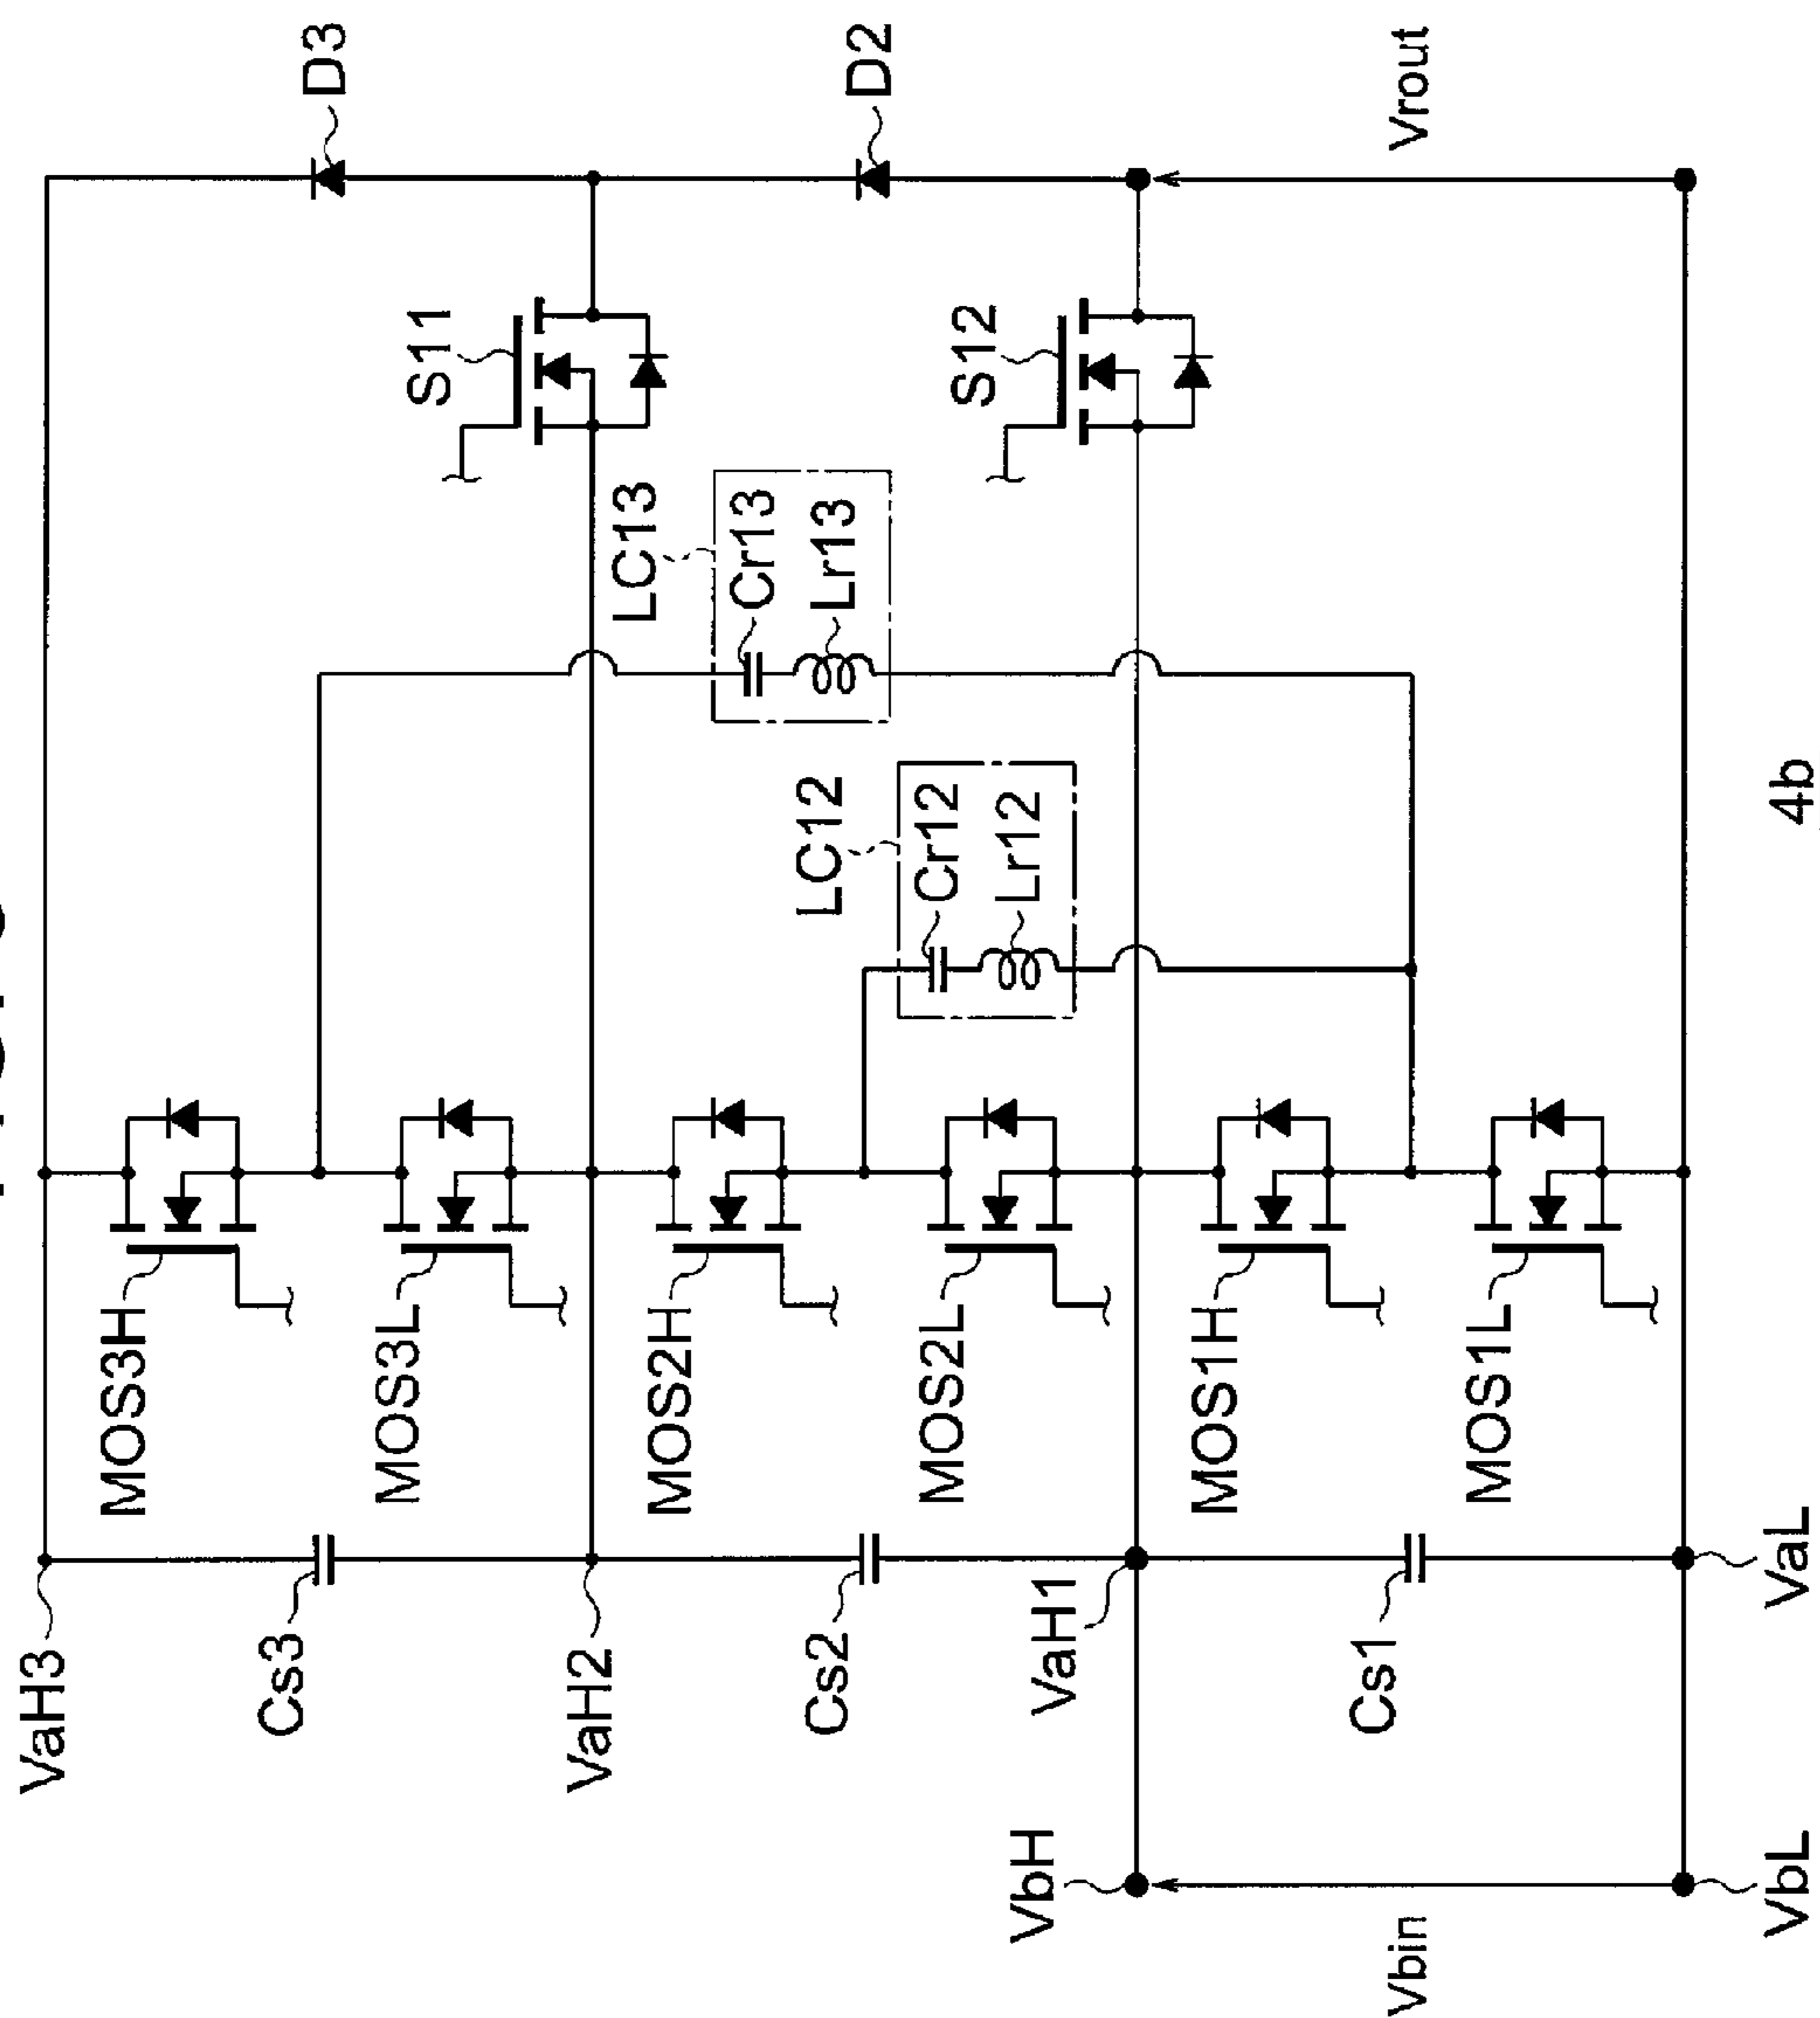 VaH3
Cs3
VaH2
Cs2
VaH1
Cs1
VbH
Vbin
VbL
VaL
MOS3H
MOS3L
MOS2H
MOS2L
MOS1H
MOS1L
LC12
Cr12
Lr12
LC13
Cr13
Lr13
S11
S12
D3
D2
Vrout
4b